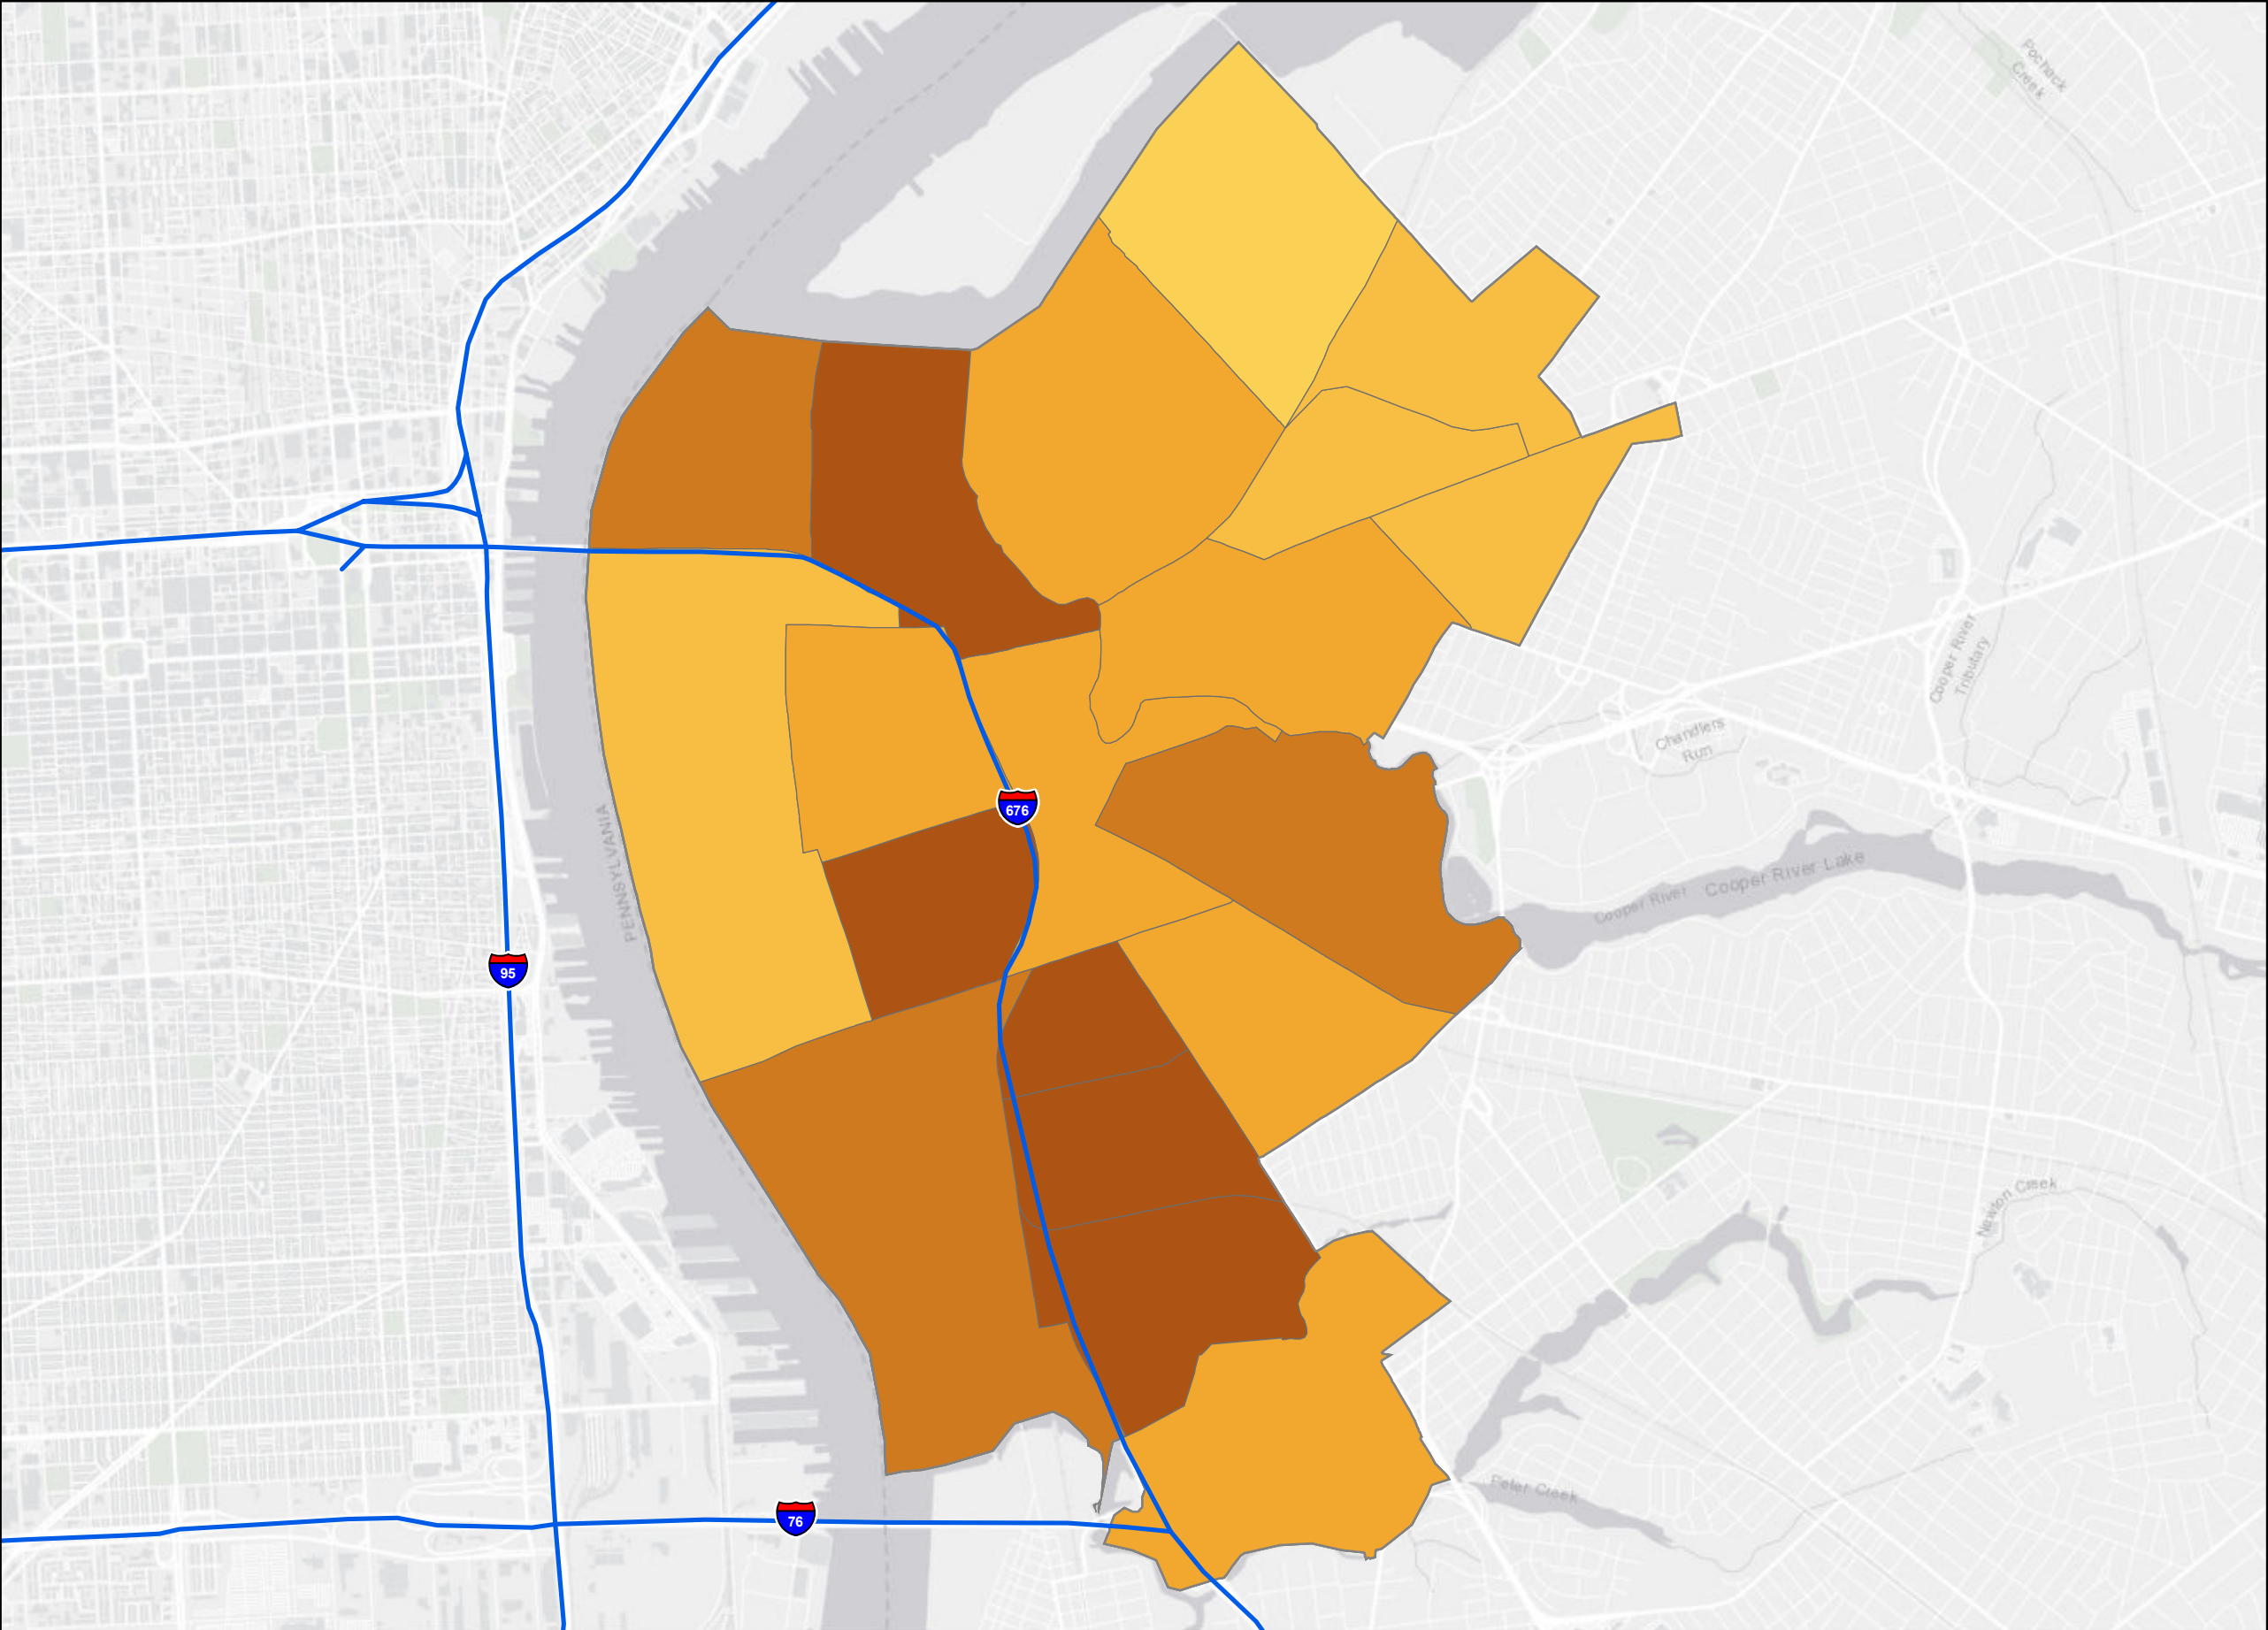 Pochack
Creek
Cooper River
Tributary
Chandlers
Run
676
PENNSYLVANIA
Cooper River
Cooper River Lake
95
Newton Creek
Peter Creek
76